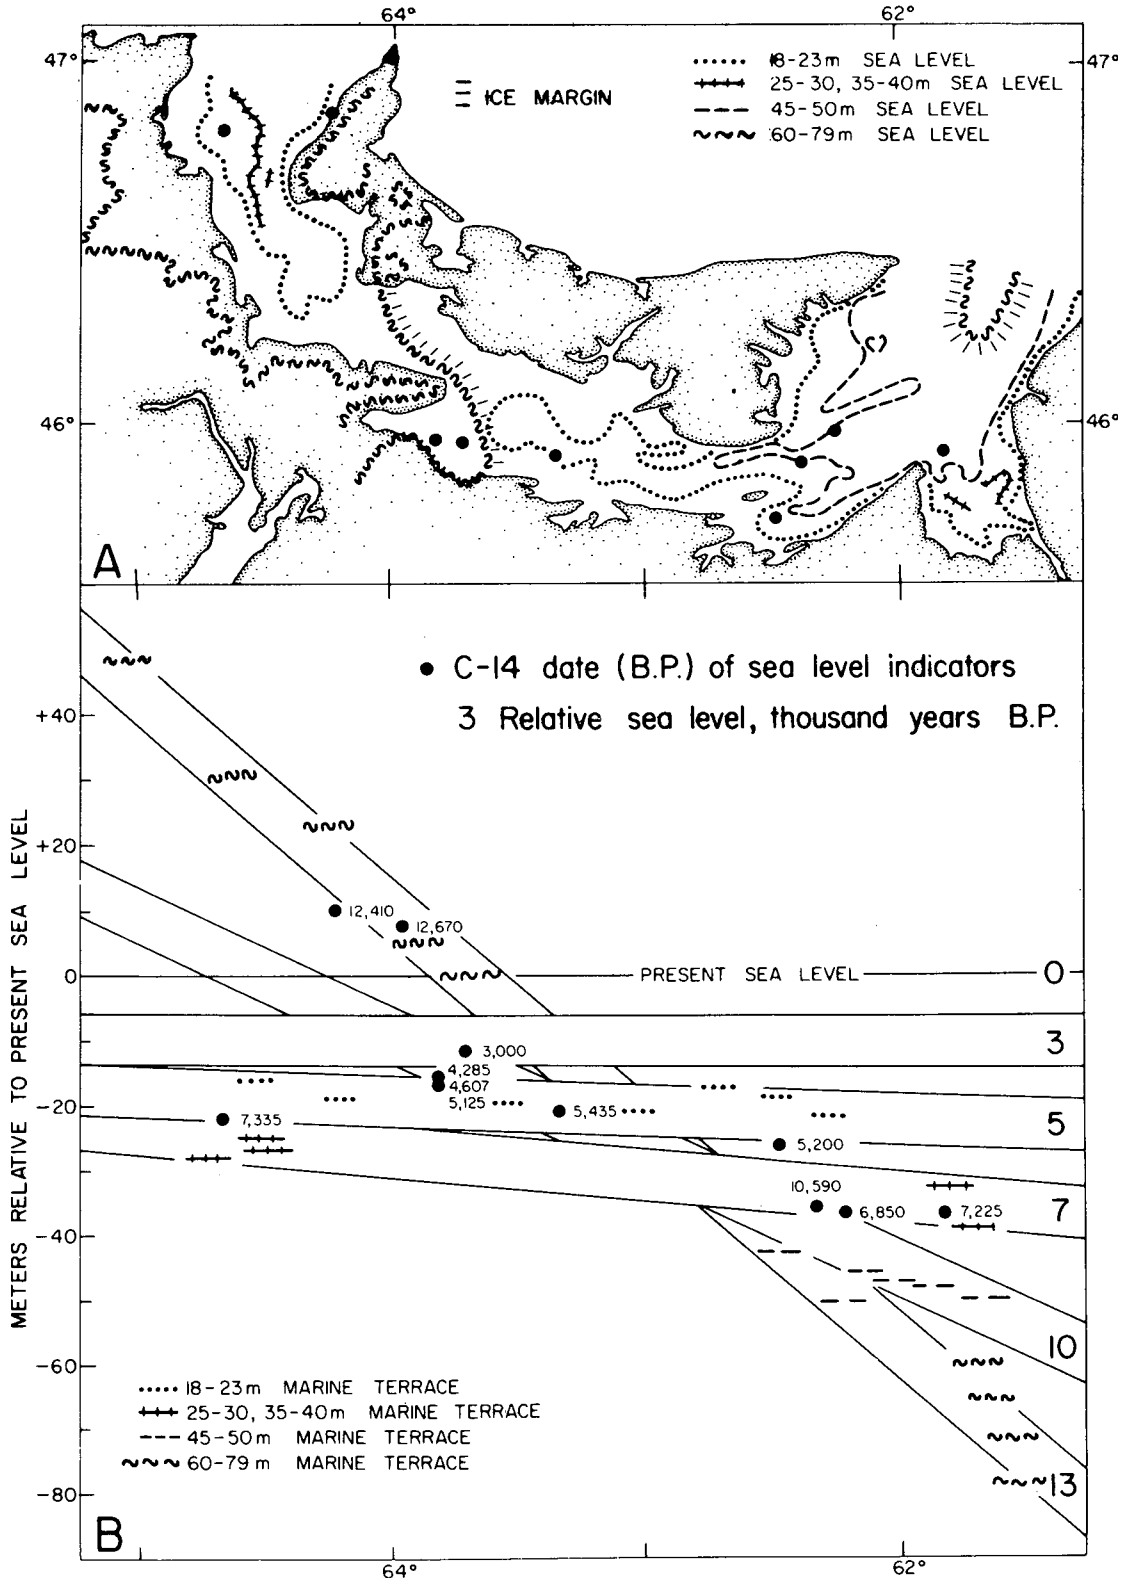 64°
62°
47°
47°
18-23m SEA LEVEL
25-30, 35-40m SEA LEVEL
45-50m SEA LEVEL
60-79m SEA LEVEL
ICE MARGIN
46°
46°
A
C-14 date (B.P.) of sea level indicators
3 Relative sea level, thousand years B.P.
METERS RELATIVE TO PRESENT SEA LEVEL
+40
+20
12,410
12,670
0
PRESENT SEA LEVEL
0
3,000
3
4,285
4,607
5,125
5,435
-20
7,335
5
5,200
10,590
6,850
7,225
7
-40
10
-60
18-23m MARINE TERRACE
25-30, 35-40m MARINE TERRACE
45-50m MARINE TERRACE
60-79m MARINE TERRACE
13
-80
B
64°
62°